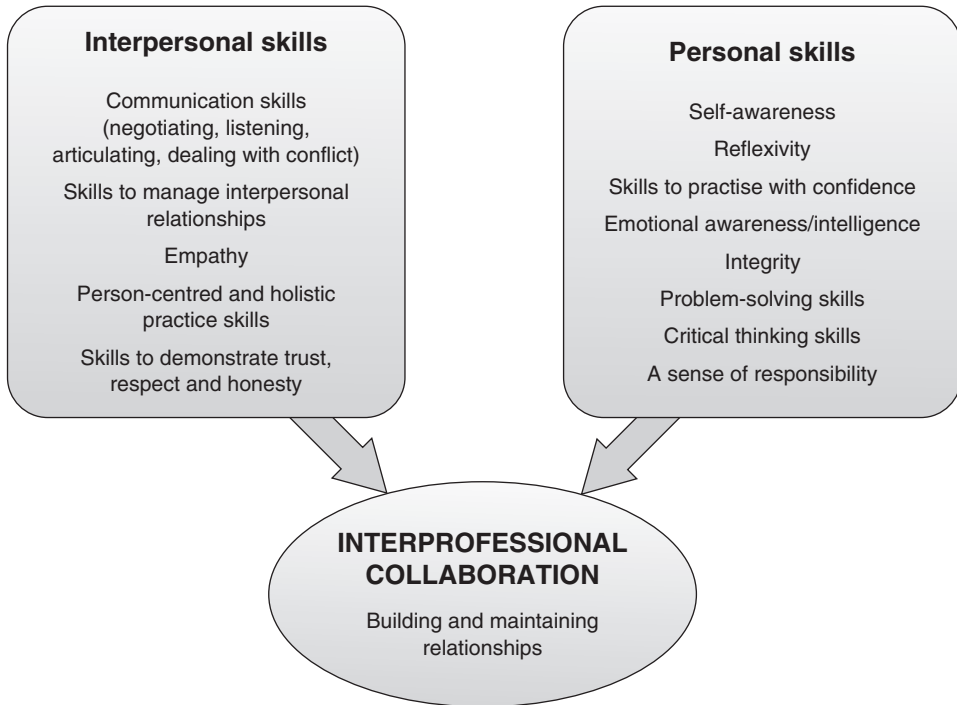 Interpersonal skills
Communication skills
(negotiating, listening,
articulating, dealing with conflict)
Skills to manage interpersonal
relationships
Empathy
Person-centred and holistic
practice skills
Skills to demonstrate trust,
respect and honesty
Personal skills
Self-awareness
Reflexivity
Skills to practise with confidence
Emotional awareness/intelligence
Integrity
Problem-solving skills
Critical thinking skills
A sense of responsibility
INTERPROFESSIONAL
COLLABORATION
Building and maintaining
relationships